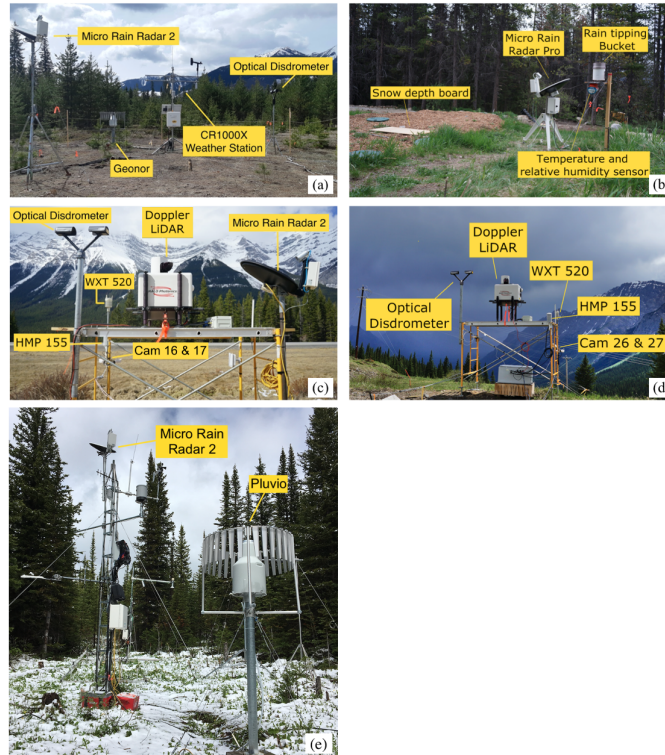 Micro Rain Radar 2
Optical Disdrometer
CR1000X
Weather Station
Geonor
(a)
Micro Rain
Radar Pro
Rain tipping
Bucket
Snow depth board
Temperature and
relative humidity sensor
(b)
Optical Disdrometer
Doppler
LiDAR
Micro Rain Radar 2
WXT 520
HMP 155
Cam 16 & 17
(c)
Doppler
LiDAR
WXT 520
Optical
Disdrometer
HMP 155
Cam 26 & 27
(d)
Micro Rain
Radar 2
Pluvio
(e)